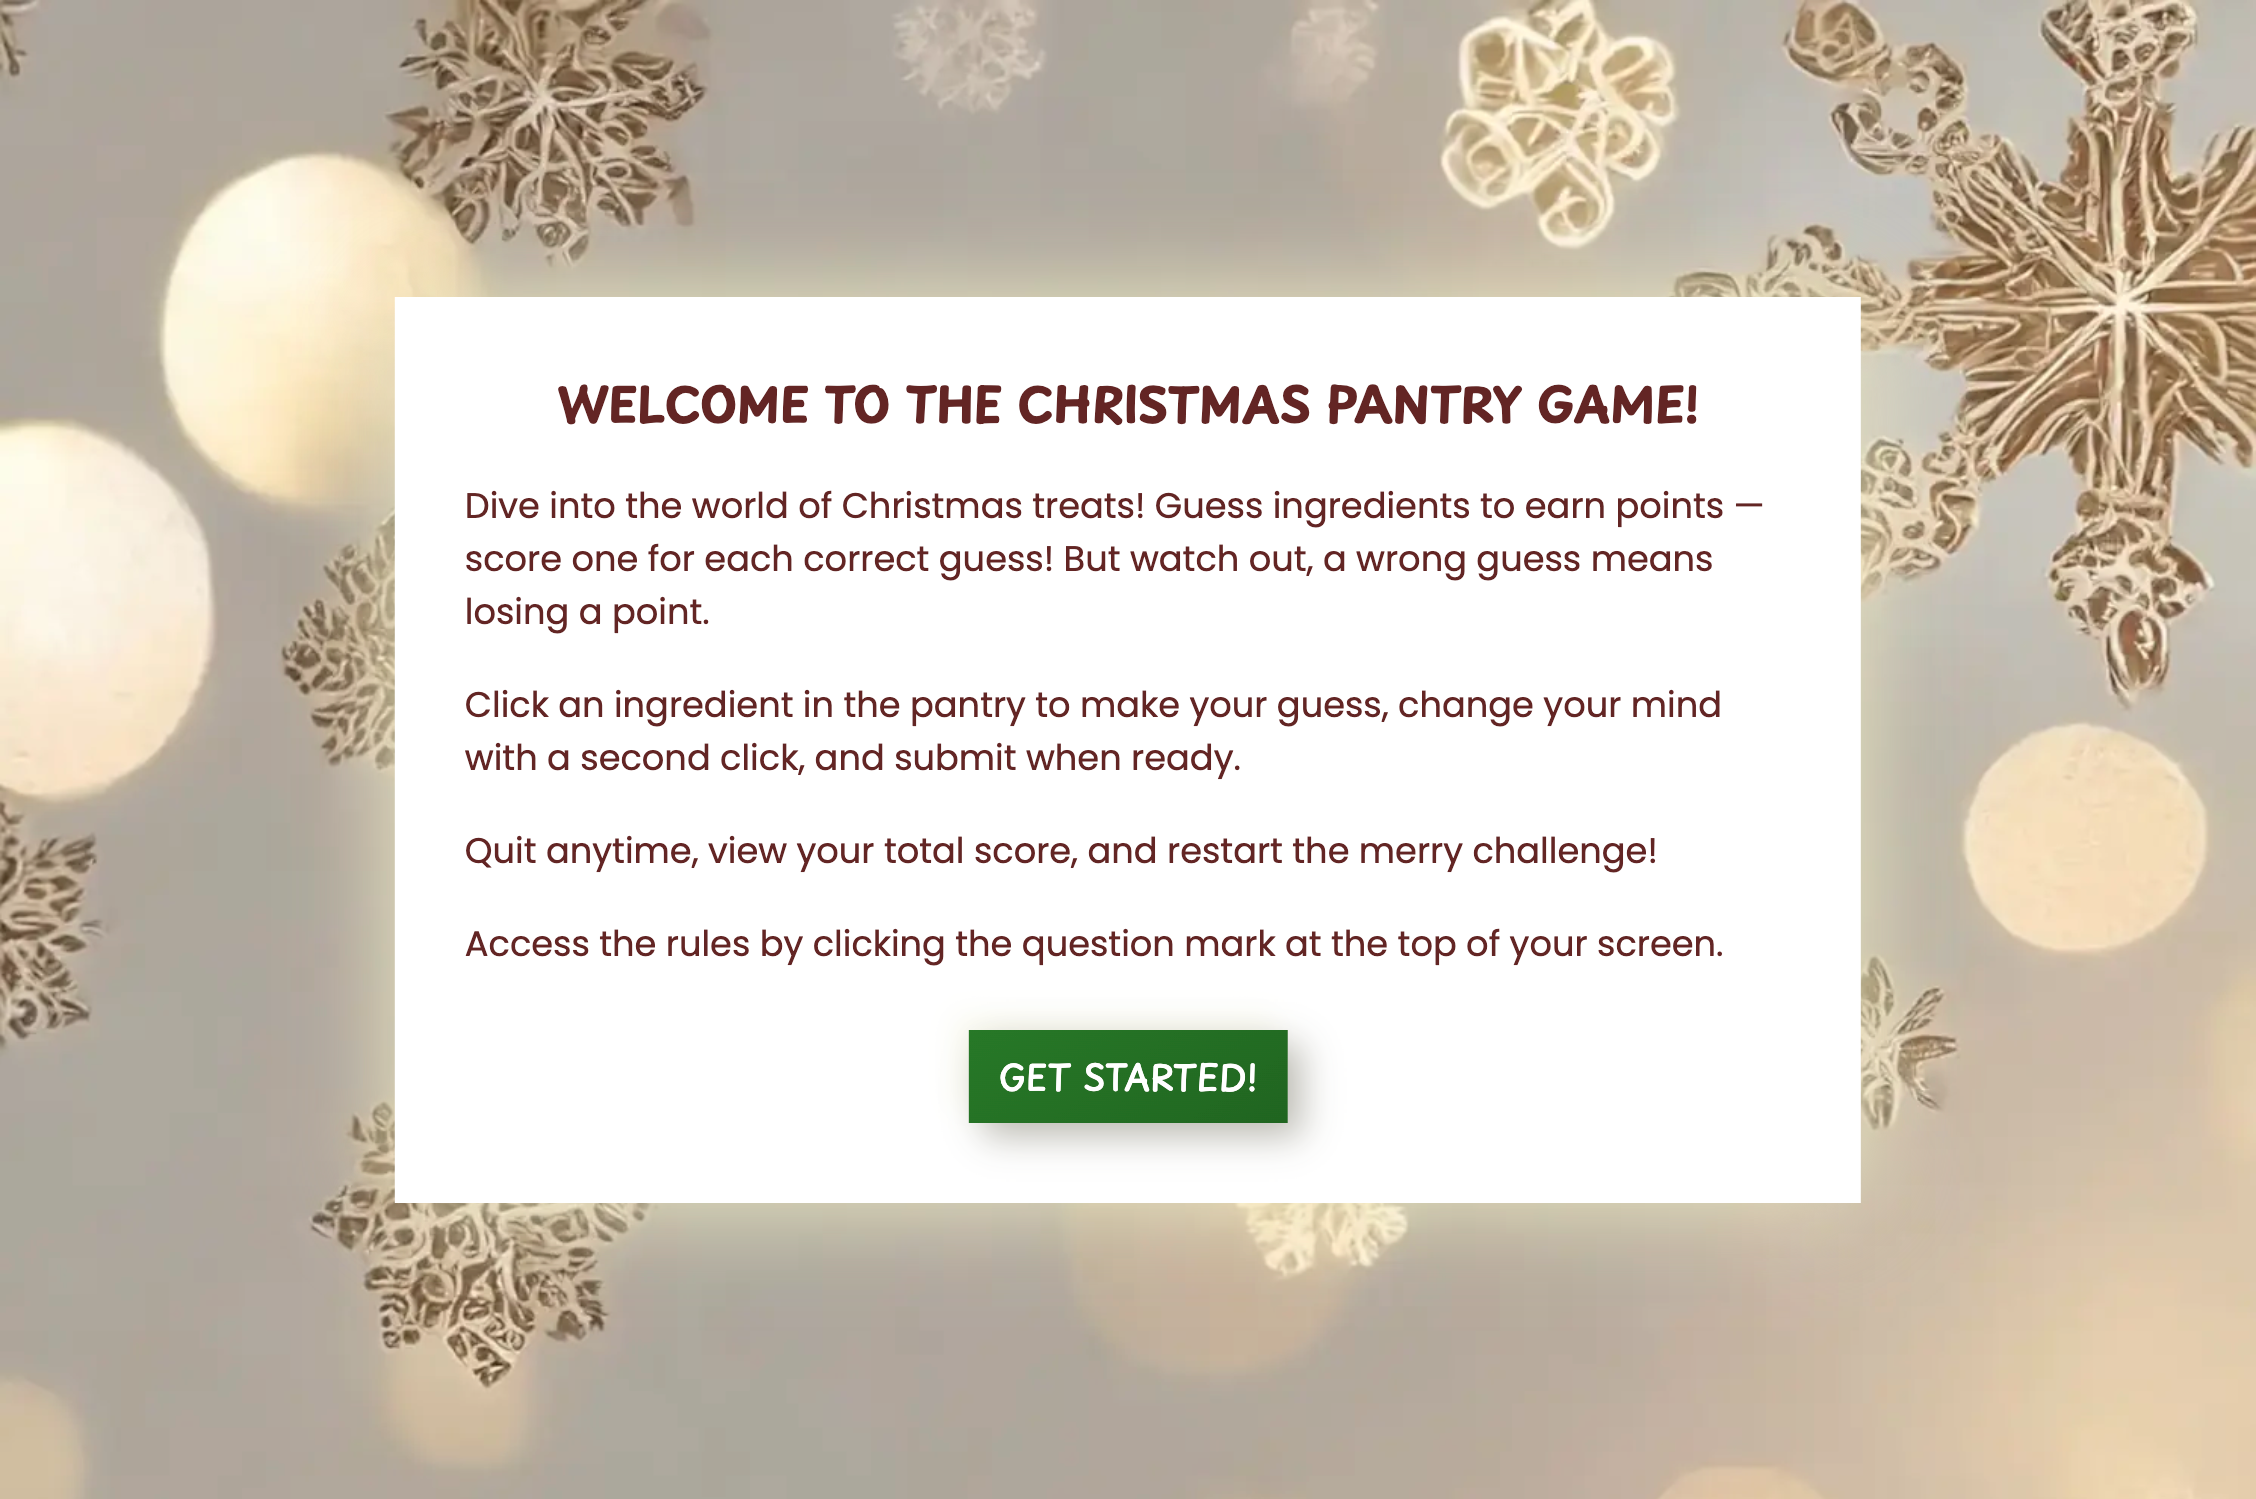 WELCOME TO THE CHRISTMAS PANTRY GAME!
Dive into the world of Christmas treats! Guess ingredients to earn points —
score one for each correct guess! But watch out, a wrong guess means
losing a point.
Click an ingredient in the pantry to make your guess, change your mind
with a second click, and submit when ready.
Quit anytime, view your total score, and restart the merry challenge!
Access the rules by clicking the question mark at the top of your screen.
GET STARTED!